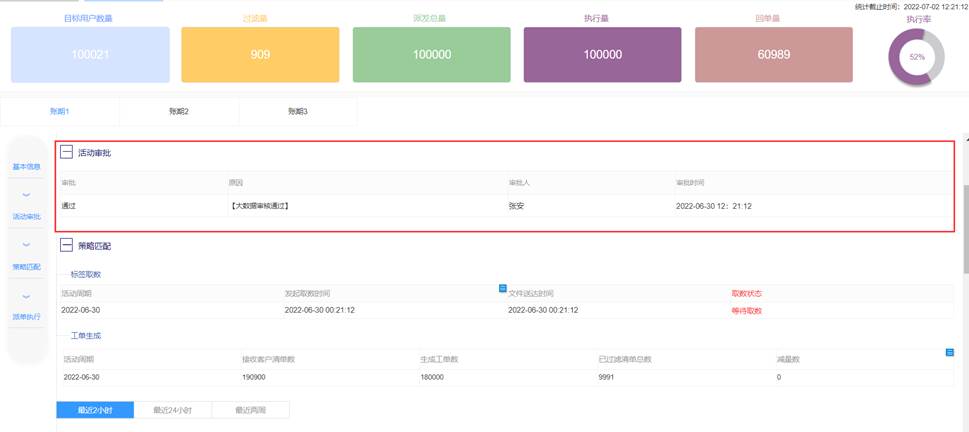 统计截止时间：2022-07-02 12:21:12
目标用户数量 过滤量 派发总量 执行量 回单量 执行率
100021 909 100000 100000 60989 52%
账期1 账期2 账期3
活动审批
基本信息
审批 原因 审批人 审批时间
通过 【大数据审核通过】 张安 2022-06-30 12：21:12
活动审批
策略匹配
策略匹配
标签取数
活动周期 发起取数时间 文件送达时间 取数状态
2022-06-30 2022-06-30 00:21:12 2022-06-30 00:21:12 等待取数
派单执行
工单生成
活动周期 接收客户清单数 生成工单数 已过滤清单总数 减量数
2022-06-30 190900 180000 9991 0
最近2小时 最近24小时 最近两周